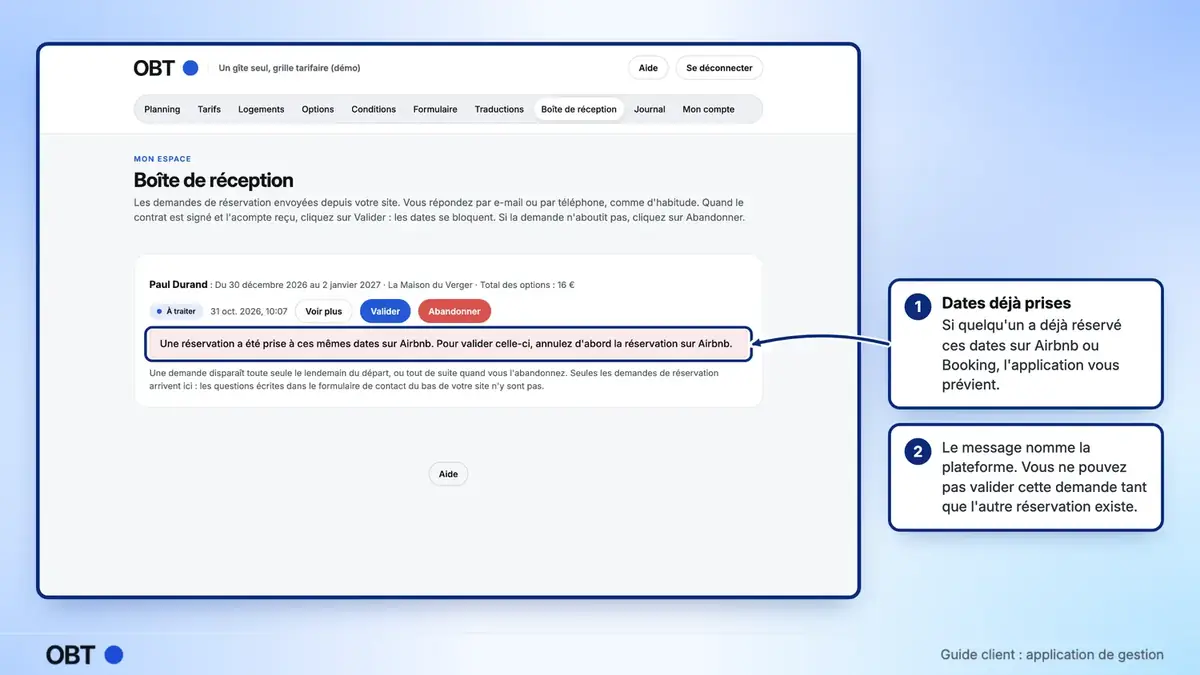 OBT
Un gîte seul, grille tarifaire (démo)
Aide
Se déconnecter
Planning
Tarifs
Logements
Options
Conditions
Formulaire
Traductions
Boîte de réception
Journal
Mon compte
MON ESPACE
Boîte de réception
Les demandes de réservation envoyées depuis votre site. Vous répondez par e-mail ou par téléphone, comme d'habitude. Quand le
contrat est signé et l'acompte reçu, cliquez sur Valider : les dates se bloquent. Si la demande n'aboutit pas, cliquez sur Abandonner.
Paul Durand : Du 30 décembre 2026 au 2 janvier 2027 · La Maison du Verger · Total des options : 16 €
À traiter
31 oct. 2026, 10:07
Voir plus
Valider
Abandonner
Une réservation a été prise à ces mêmes dates sur Airbnb. Pour valider celle-ci, annulez d'abord la réservation sur Airbnb.
Une demande disparaît toute seule le lendemain du départ, ou tout de suite quand vous l'abandonnez. Seules les demandes de réservation
arrivent ici : les questions écrites dans le formulaire de contact du bas de votre site n'y sont pas.
Aide
1
Dates déjà prises
Si quelqu'un a déjà réservé
ces dates sur Airbnb ou
Booking, l'application vous
prévient.
2
Le message nomme la
plateforme. Vous ne pouvez
pas valider cette demande tant
que l'autre réservation existe.
OBT
Guide client : application de gestion